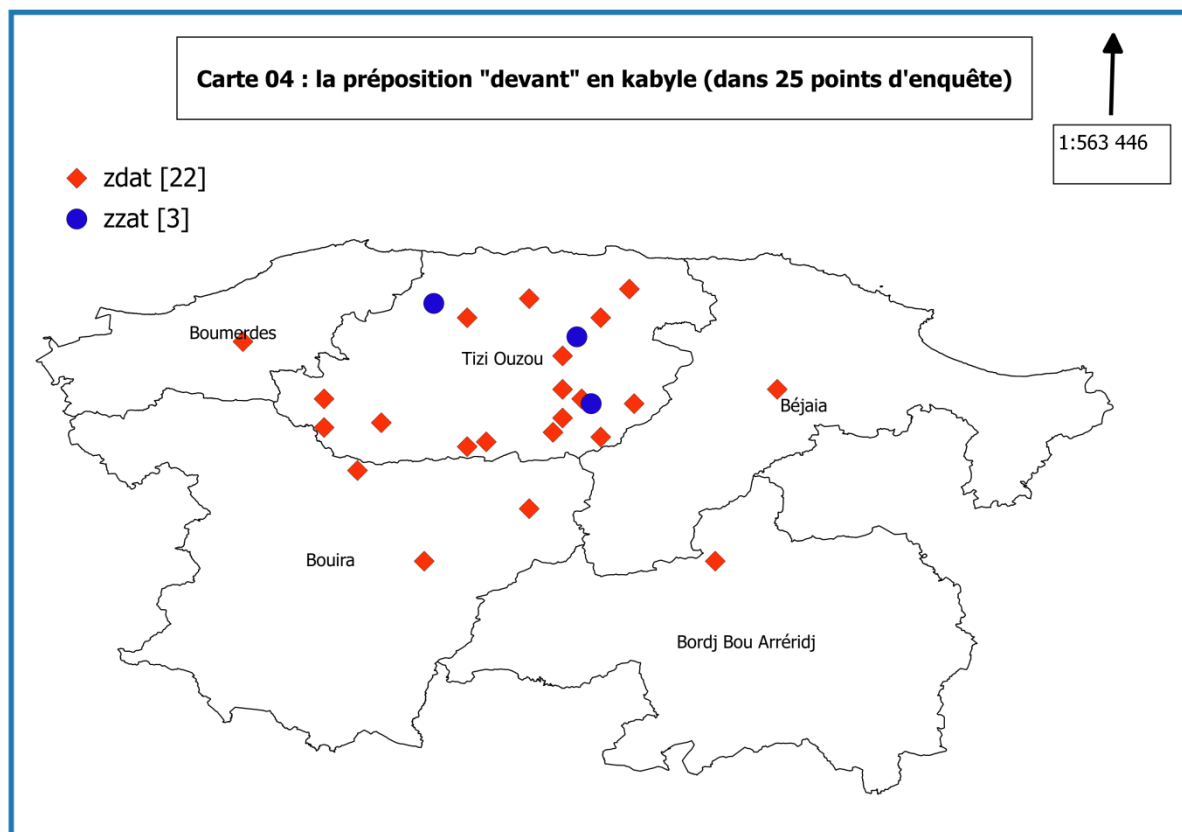 Carte 04 : la préposition "devant" en kabyle (dans 25 points d'enquête)
1:563 446
zdat [22]
zzat [3]
Boumerdes
Tizi Ouzou
Béjaia
Bouira
Bordj Bou Arréridj